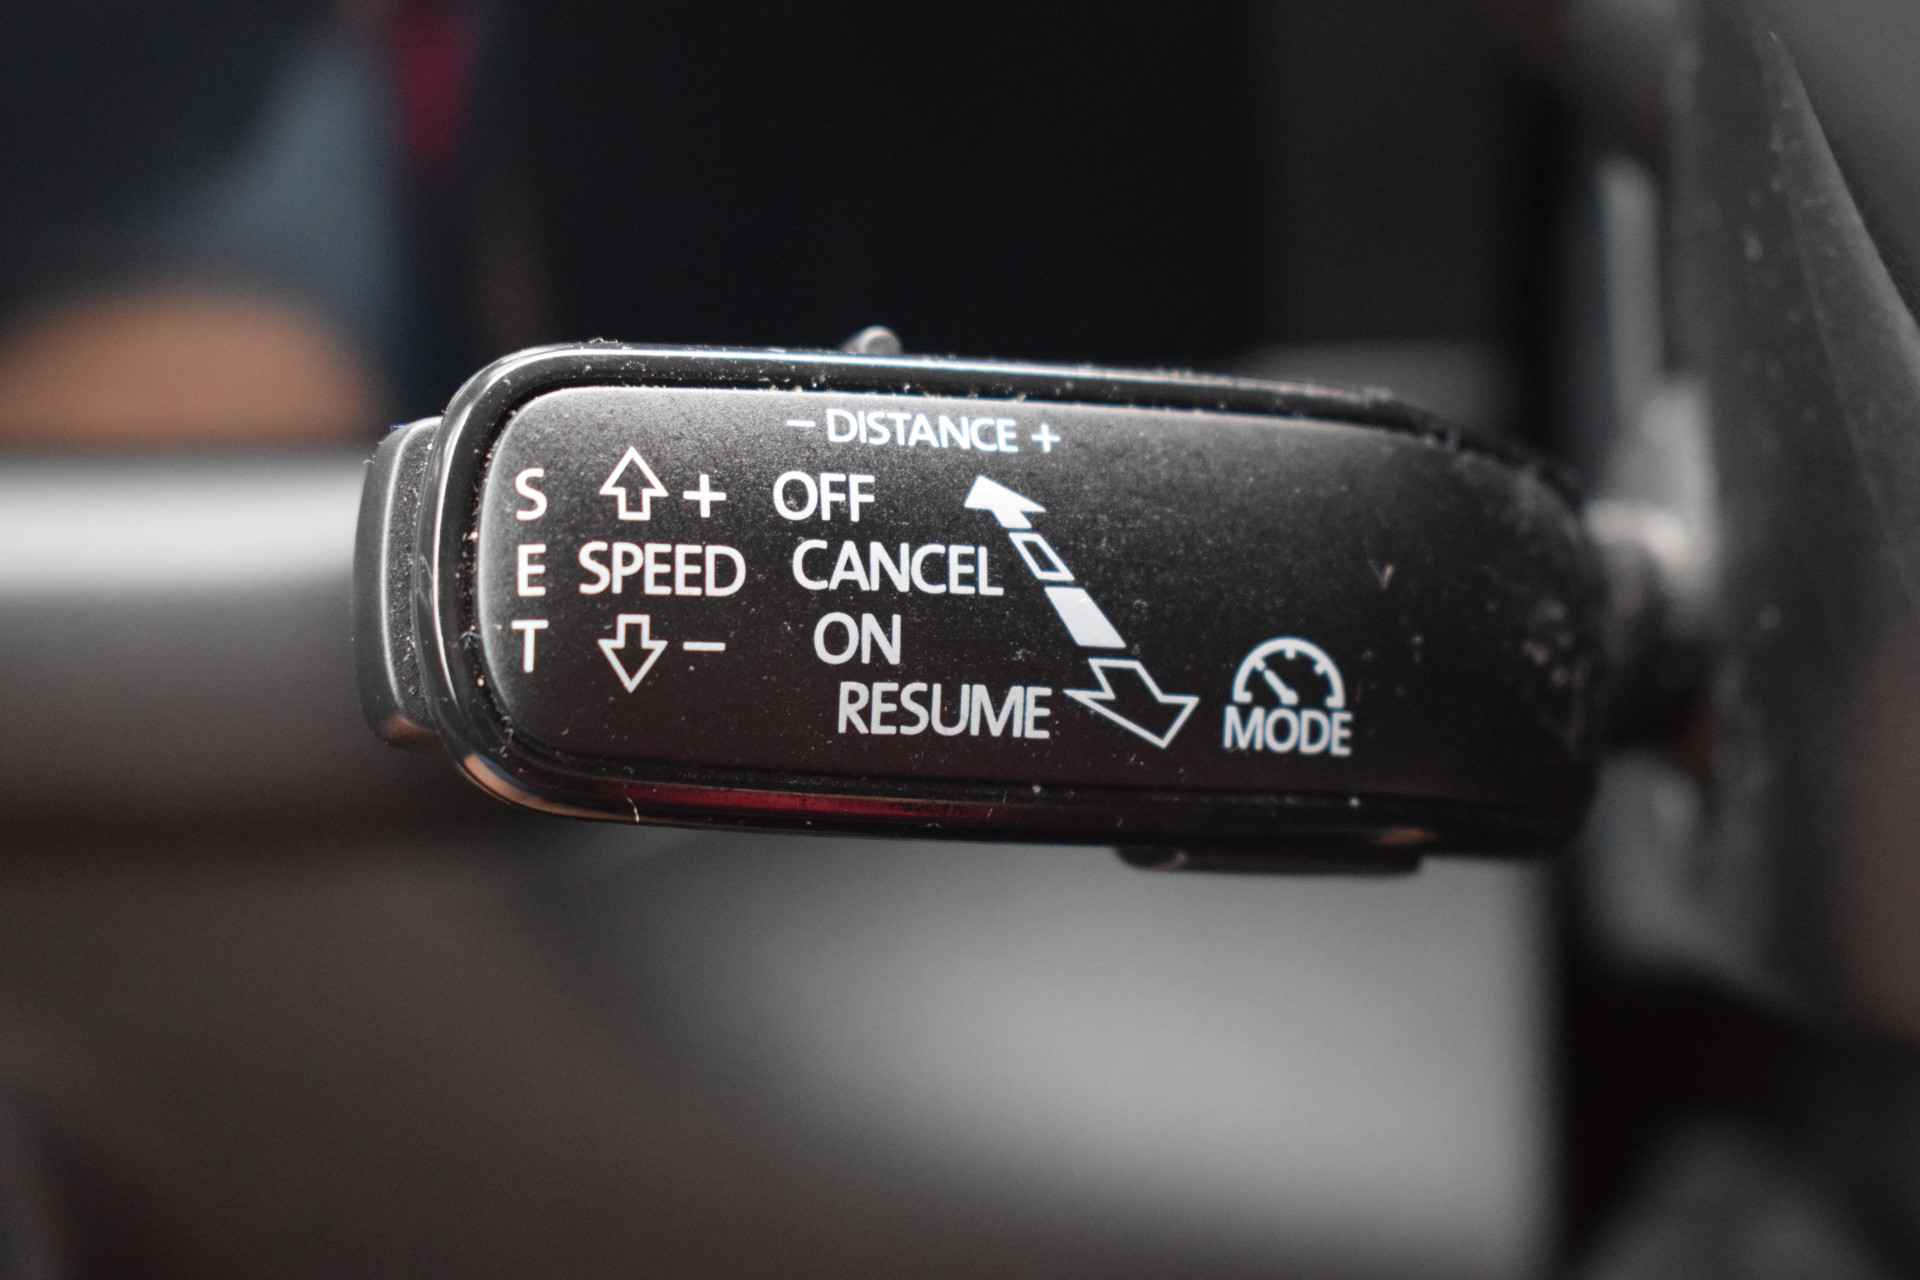 – DISTANCE +
S + OFF
E SPEED CANCEL
T – ON
RESUME
MODE